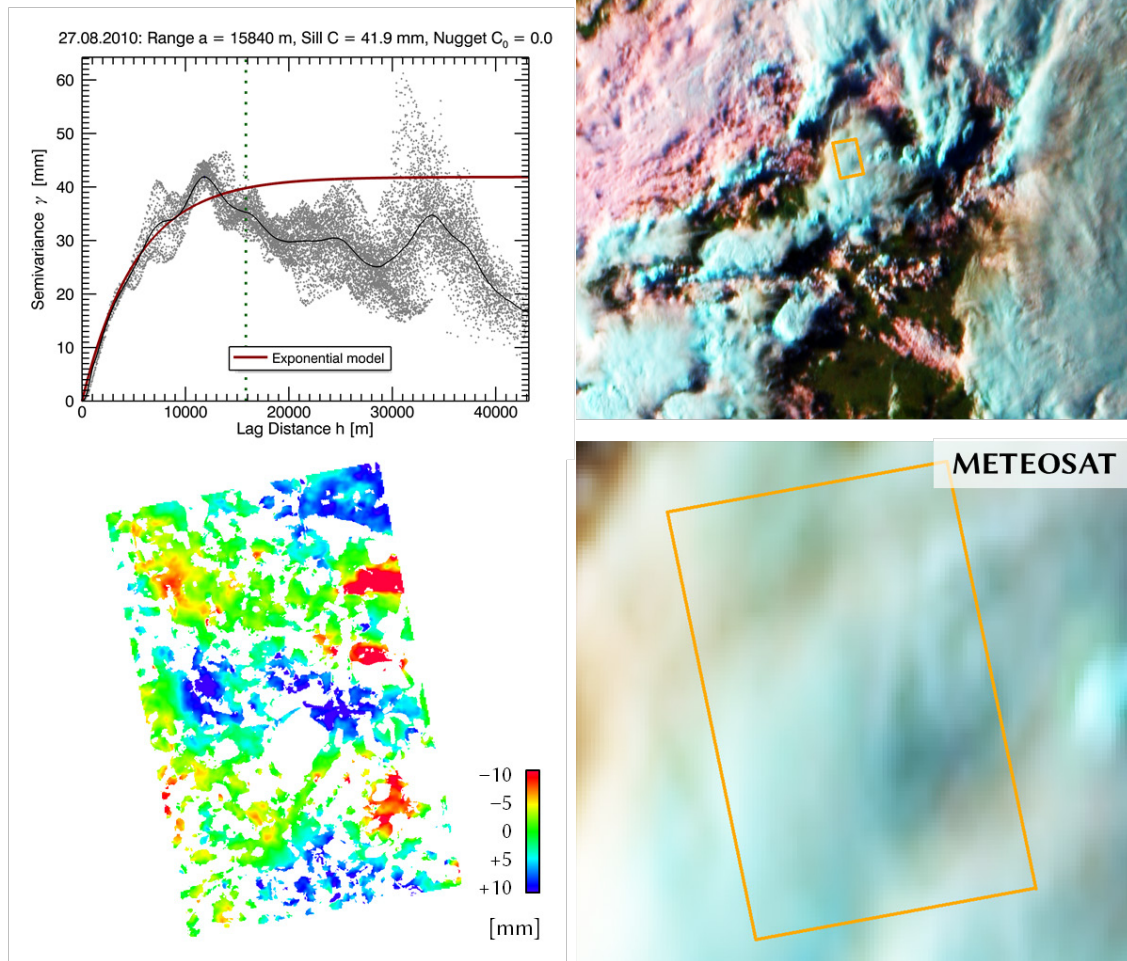 27.08.2010: Range a = 15840 m, Sill C = 41.9 mm, Nugget C₀ = 0.0
60
50
40
30
20
10
0
Semivariance γ [mm]
Exponential model
0 10000 20000 30000 40000
Lag Distance h [m]
METEOSAT
−10
−5
0
+5
+10
[mm]